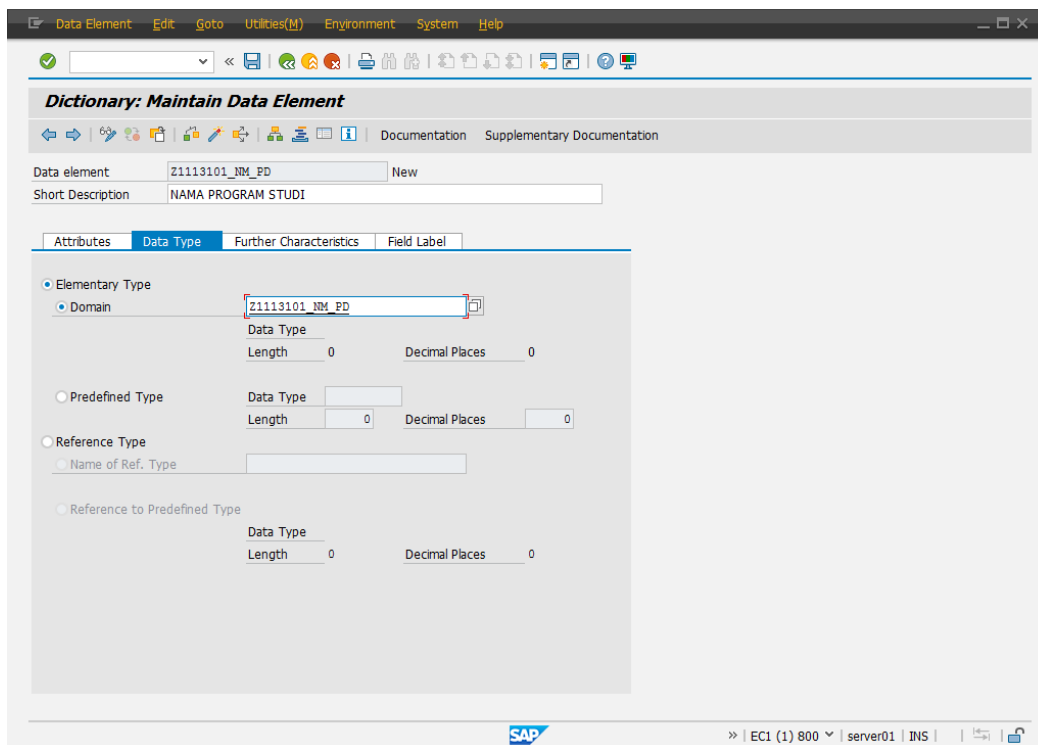 Data Element Edit Goto Utilities(M) Environment System Help
Dictionary: Maintain Data Element
Documentation Supplementary Documentation
Data element Z1113101_NM_PD New
Short Description NAMA PROGRAM STUDI
Attributes Data Type Further Characteristics Field Label
Elementary Type
Domain Z1113101_NM_PD
Data Type
Length 0 Decimal Places 0
Predefined Type Data Type
Length 0 Decimal Places 0
Reference Type
Name of Ref. Type
Reference to Predefined Type
Data Type
Length 0 Decimal Places 0
SAP » | EC1 (1) 800 | server01 | INS |